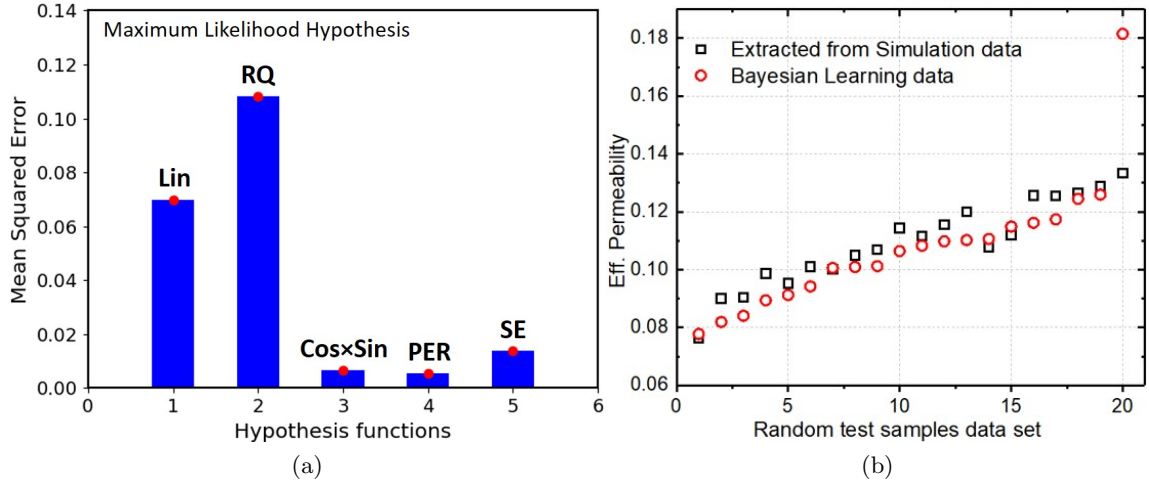 0.14
0.12
0.10
0.08
0.06
0.04
0.02
0.00
Mean Squared Error
Maximum Likelihood Hypothesis
Lin
RQ
Cos×Sin
PER
SE
0 1 2 3 4 5 6
Hypothesis functions
(a)
0.18
0.16
0.14
0.12
0.10
0.08
0.06
Eff. Permeability
Extracted from Simulation data
Bayesian Learning data
0 5 10 15 20
Random test samples data set
(b)